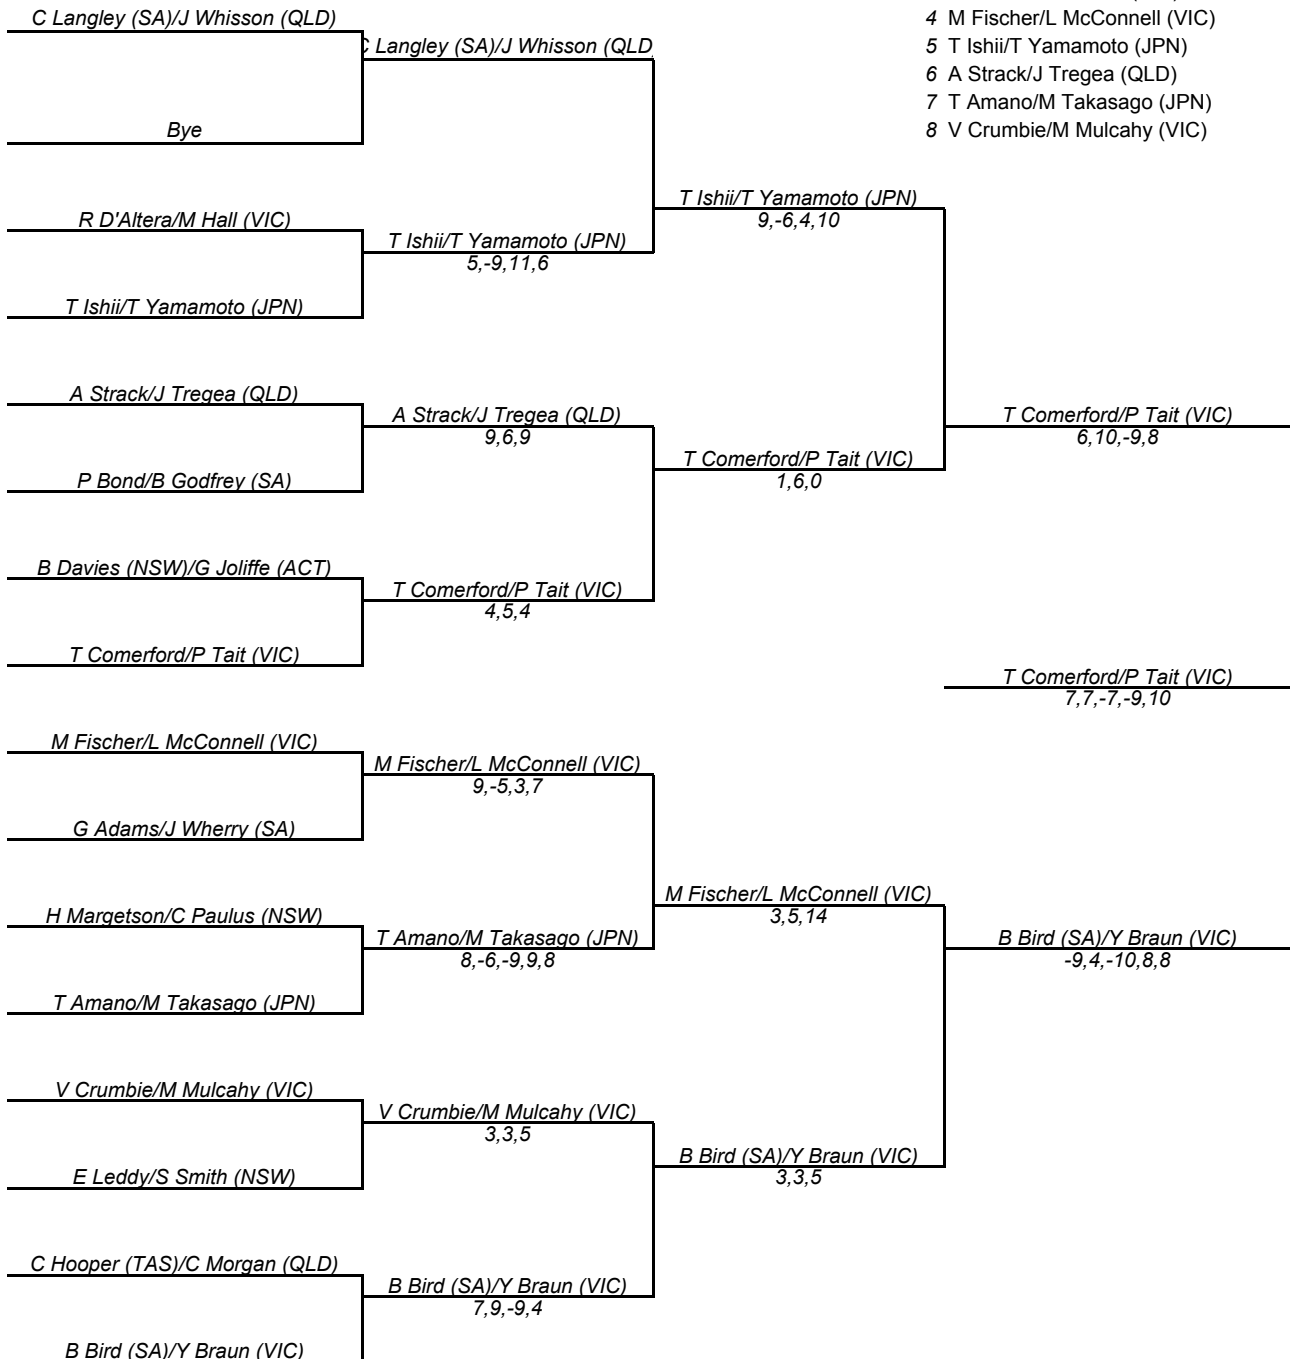 C Langley (SA)/J Whisson (QLD)
4 M Fischer/L McConnell (VIC)
C Langley (SA)/J Whisson (QLD
5 T Ishii/T Yamamoto (JPN)
6 A Strack/J Tregea (QLD)
7 T Amano/M Takasago (JPN)
Bye
8 V Crumbie/M Mulcahy (VIC)
T Ishii/T Yamamoto (JPN)
9,-6,4,10
R D'Altera/M Hall (VIC)
T Ishii/T Yamamoto (JPN)
5,-9,11,6
T Ishii/T Yamamoto (JPN)
A Strack/J Tregea (QLD)
A Strack/J Tregea (QLD)
9,6,9
T Comerford/P Tait (VIC)
6,10,-9,8
T Comerford/P Tait (VIC)
1,6,0
P Bond/B Godfrey (SA)
B Davies (NSW)/G Joliffe (ACT)
T Comerford/P Tait (VIC)
4,5,4
T Comerford/P Tait (VIC)
T Comerford/P Tait (VIC)
7,7,-7,-9,10
M Fischer/L McConnell (VIC)
M Fischer/L McConnell (VIC)
9,-5,3,7
G Adams/J Wherry (SA)
M Fischer/L McConnell (VIC)
3,5,14
H Margetson/C Paulus (NSW)
T Amano/M Takasago (JPN)
8,-6,-9,9,8
B Bird (SA)/Y Braun (VIC)
-9,4,-10,8,8
T Amano/M Takasago (JPN)
V Crumbie/M Mulcahy (VIC)
V Crumbie/M Mulcahy (VIC)
3,3,5
B Bird (SA)/Y Braun (VIC)
3,3,5
E Leddy/S Smith (NSW)
C Hooper (TAS)/C Morgan (QLD)
B Bird (SA)/Y Braun (VIC)
7,9,-9,4
B Bird (SA)/Y Braun (VIC)